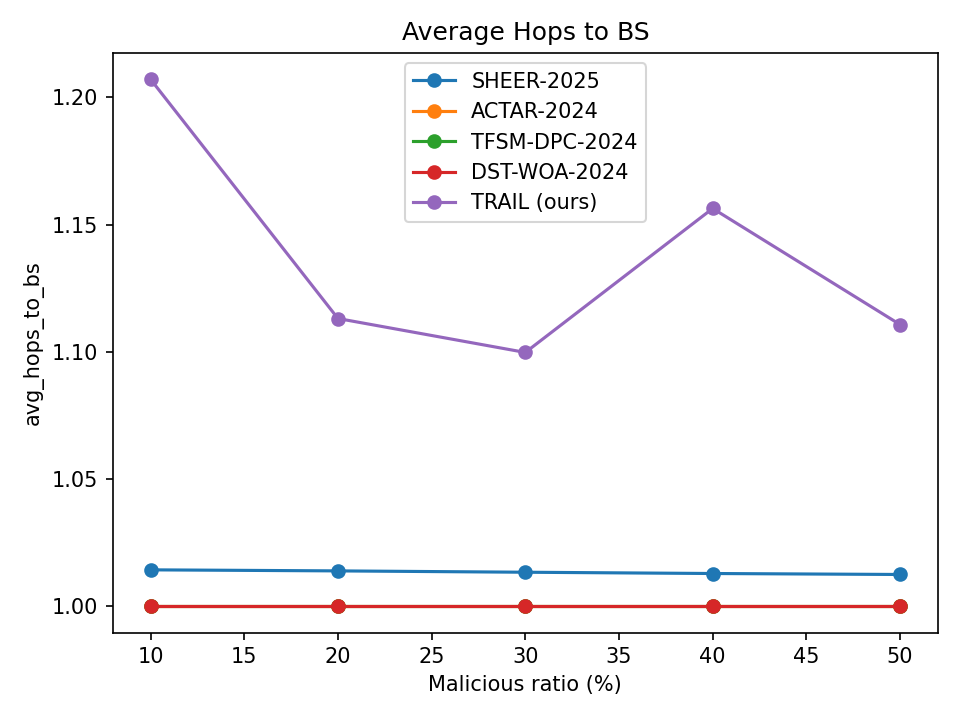 Average Hops to BS
SHEER-2025
ACTAR-2024
TFSM-DPC-2024
DST-WOA-2024
TRAIL (ours)
avg_hops_to_bs
1.20
1.15
1.10
1.05
1.00
10 15 20 25 30 35 40 45 50
Malicious ratio (%)